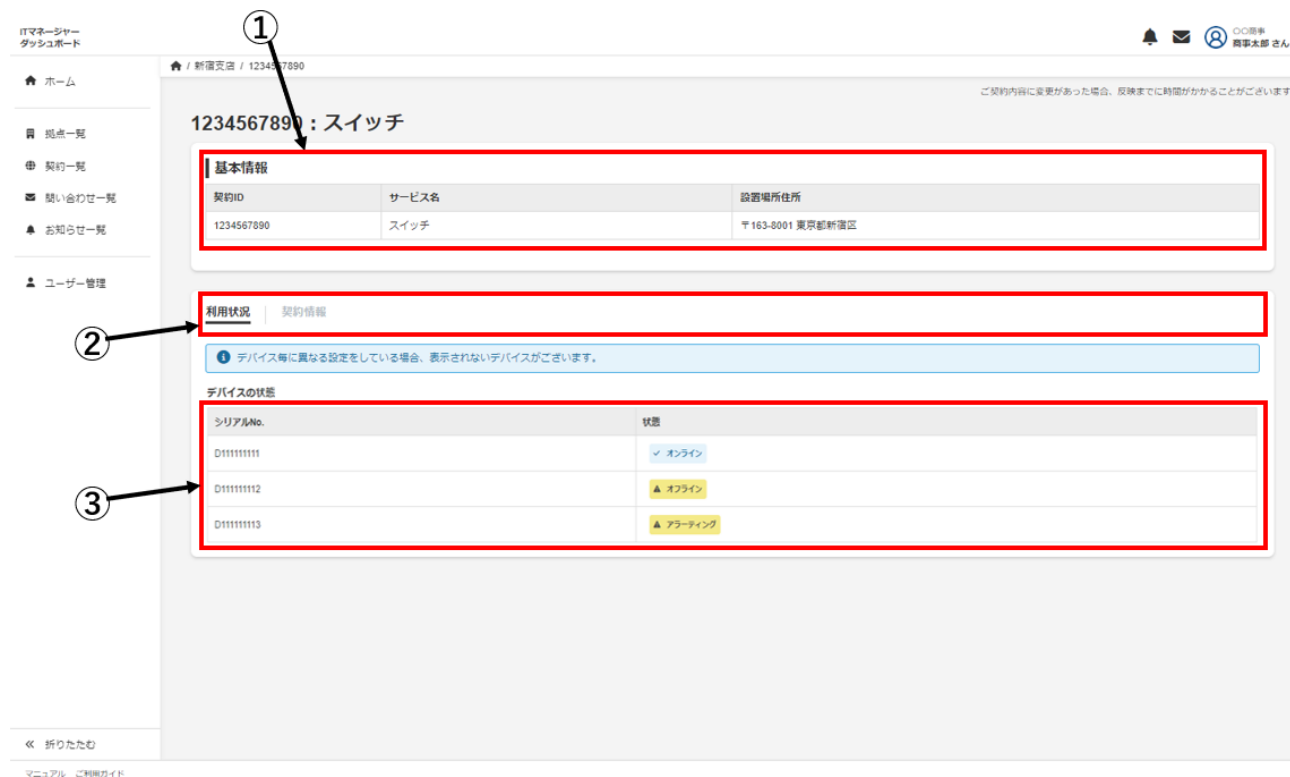 ①
ITマネージャー
ダッシュボード
〇〇商事
商事太郎 さん
ホーム
拠点一覧
契約一覧
問い合わせ一覧
お知らせ一覧
ユーザー管理
/ 新宿支店 / 1234567890
ご契約内容に変更があった場合、反映までに時間がかかることがございます
1234567890：スイッチ
基本情報
契約ID サービス名 設置場所住所
1234567890 スイッチ 〒163-8001 東京都新宿区
②
利用状況 契約情報
デバイス毎に異なる設定をしている場合、表示されないデバイスがございます。
デバイスの状態
③
シリアルNo. 状態
D111111111 オンライン
D111111112 オフライン
D111111113 アラーティング
折りたたむ
マニュアル ご利用ガイド